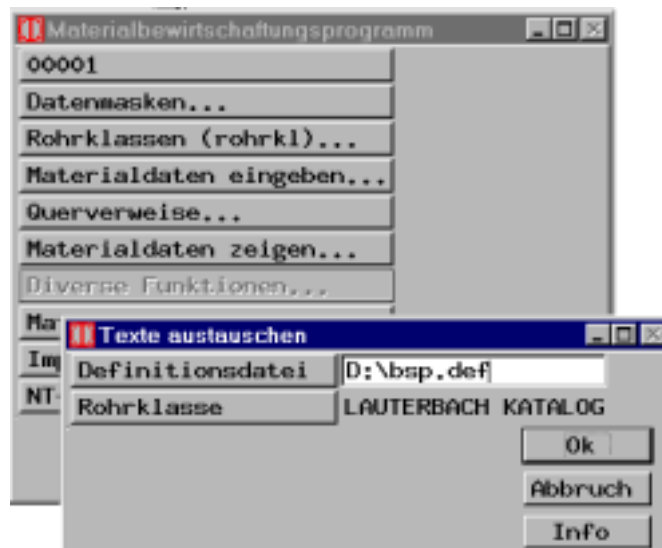 Materialbewirtschaftungsprogramm
00001
Datenmasken...
Rohrklassen (rohrkl)...
Materialdaten eingeben...
Querverweise...
Materialdaten zeigen...
Diverse Funktionen...
Ma
Texte austauschen
Im
Definitionsdatei D:\bsp.def
NT-
Rohrklasse LAUTERBACH KATALOG
Ok
Abbruch
Info